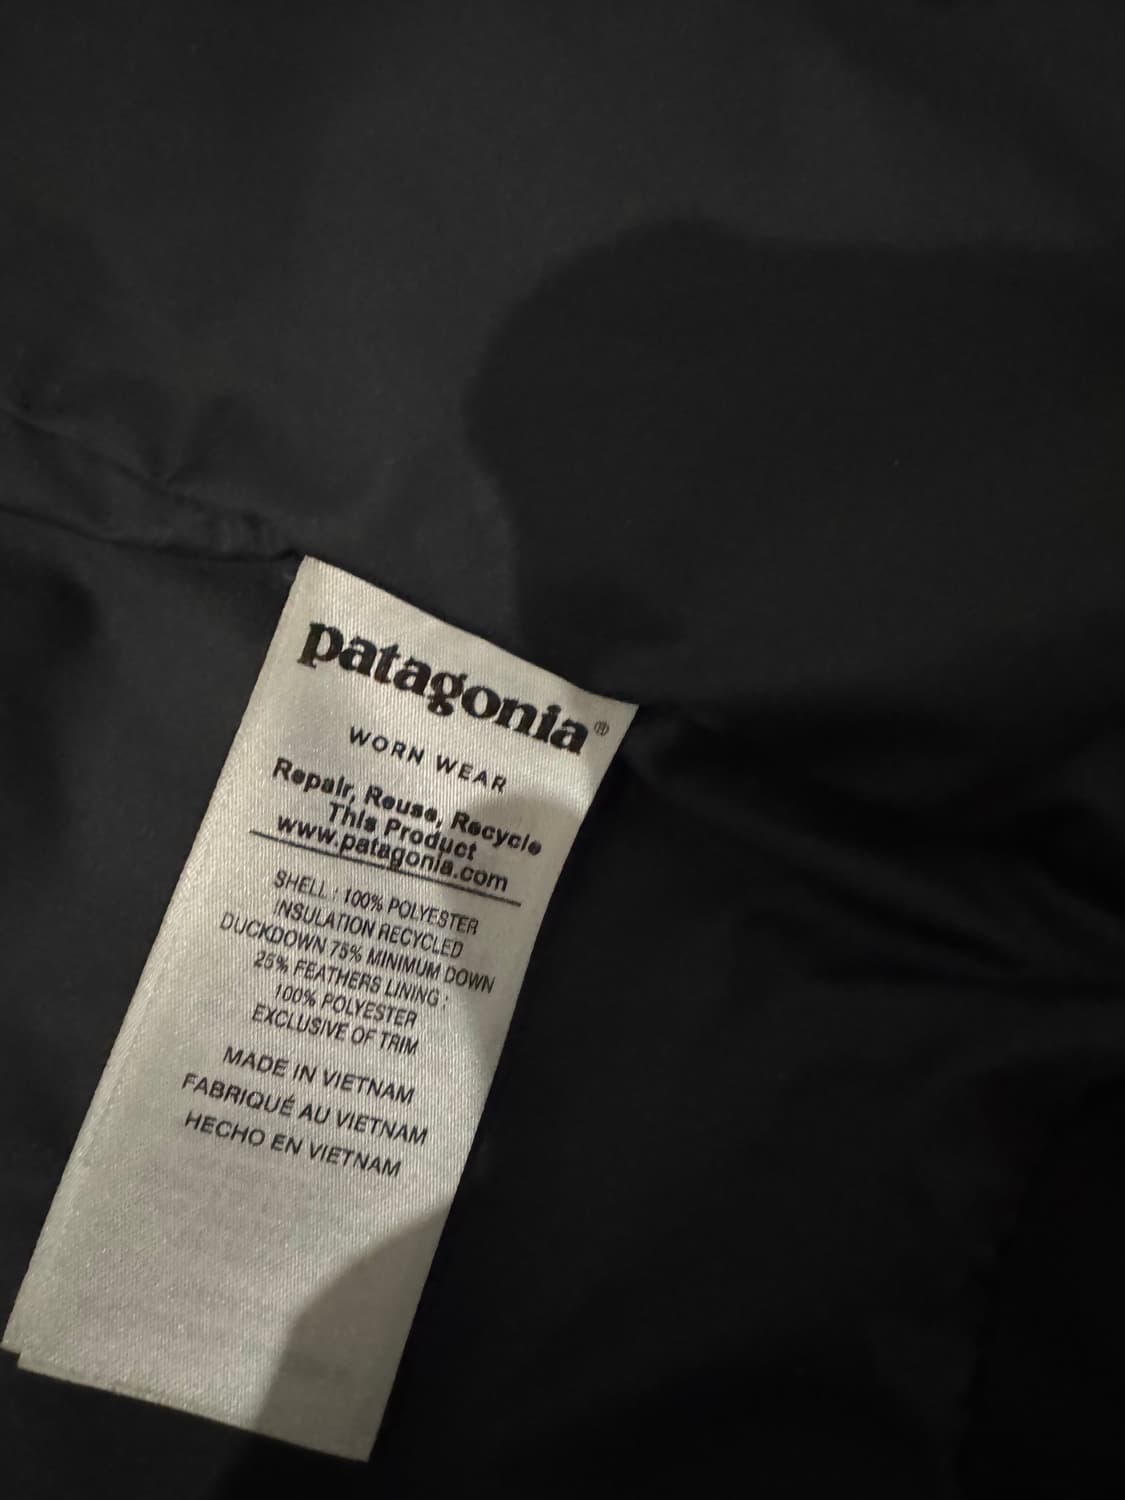 patagonia®
WORN WEAR
Repair, Reuse, Recycle
This Product
www.patagonia.com
SHELL : 100% POLYESTER
INSULATION RECYCLED
DUCKDOWN 75% MINIMUM DOWN
25% FEATHERS LINING :
100% POLYESTER
EXCLUSIVE OF TRIM
MADE IN VIETNAM
FABRIQUÉ AU VIETNAM
HECHO EN VIETNAM